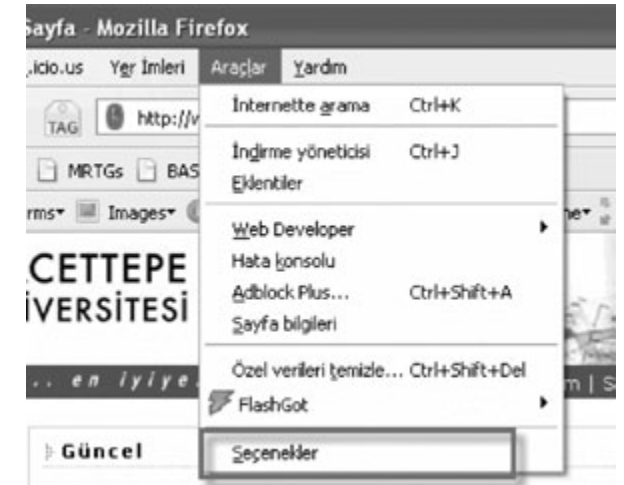 Sayfa - Mozilla Firefox
.icio.us Yer İmleri Araçlar Yardım
TAG http://v
İnternette arama Ctrl+K
İndirme yöneticisi Ctrl+J
MRTGs BAS
Eklentiler
rms Images
Web Developer
CETTEPE
Hata konsolu
İVERSİTESİ
Adblock Plus... Ctrl+Shift+A
Sayfa bilgileri
.. en iyiye
Özel verileri temizle... Ctrl+Shift+Del
m | S
FlashGot
Güncel
Seçenekler